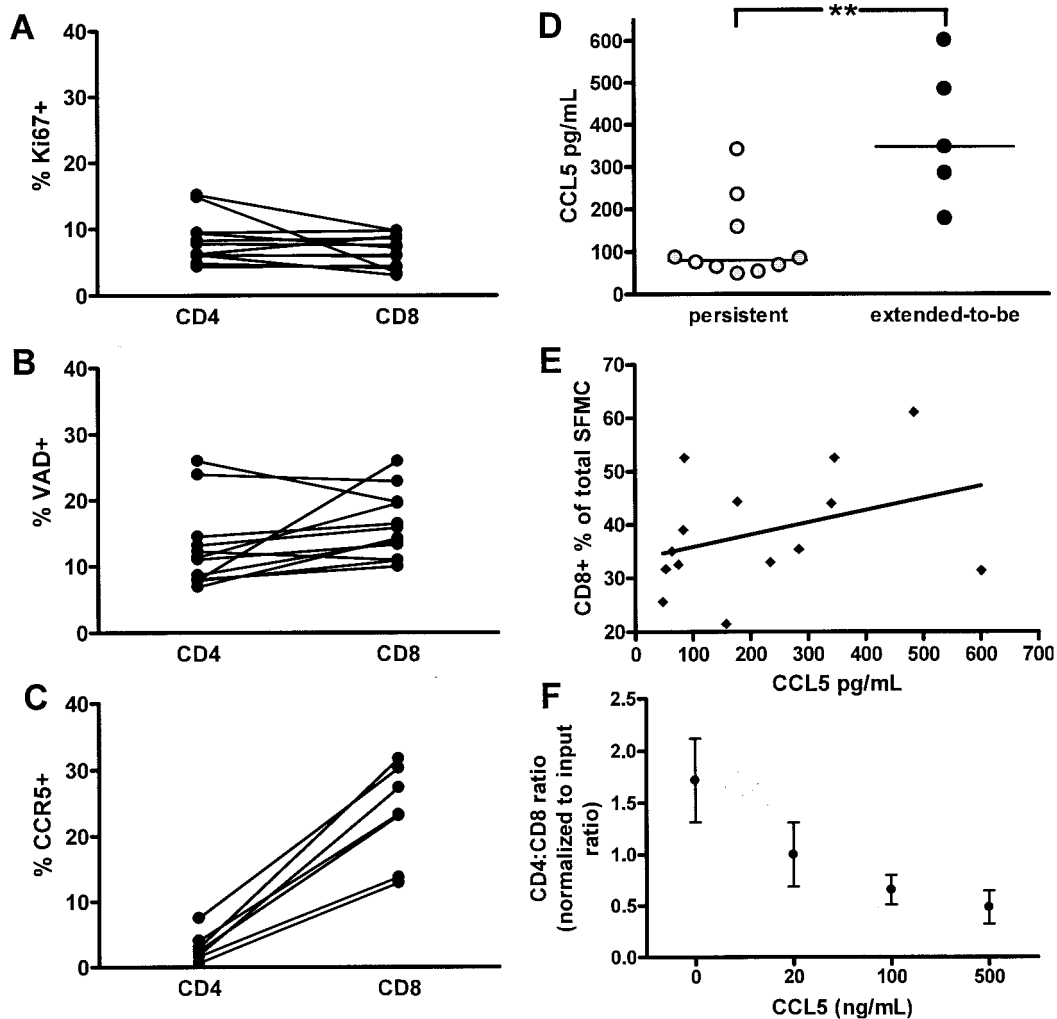 A
% Ki67+
40
30
20
10
0
CD4 CD8
B
% VAD+
40
30
20
10
0
CD4 CD8
C
% CCR5+
40
30
20
10
0
CD4 CD8
D
**
CCL5 pg/mL
600
500
400
300
200
100
0
persistent extended-to-be
E
CD8+ % of total SFMC
70
60
50
40
30
20
0 100 200 300 400 500 600 700
CCL5 pg/mL
F
CD4:CD8 ratio
(normalized to input
ratio)
2.5
2.0
1.5
1.0
0.5
0.0
0 20 100 500
CCL5 (ng/mL)